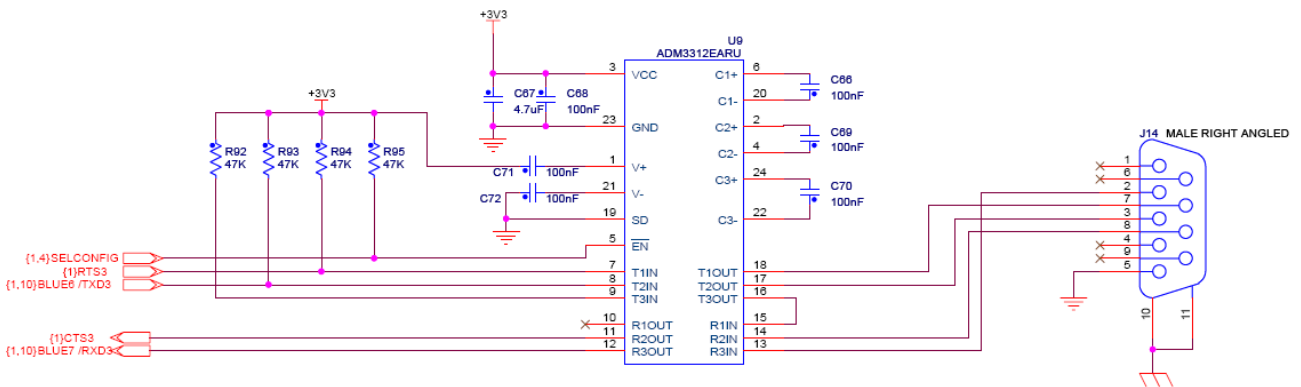 +3V3
U9
ADM3312EARU
3 VCC
C67
4.7uF
C68
100nF
23 GND
+3V3
R92
47K
R93
47K
R94
47K
R95
47K
C71 100nF
1 V+
C72 100nF
21 V-
19 SD
5 EN
{1,4}SELCONFIG
{1}RTS3
{1,10}BLUE6 /TXD3
7 T1IN
8 T2IN
9 T3IN
10 R1OUT
{1}CTS3
11 R2OUT
{1,10}BLUE7 /RXD3
12 R3OUT
C1+ 6
C66
100nF
C1- 20
C2+ 2
C69
100nF
C2- 4
C3+ 24
C70
100nF
C3- 22
T1OUT 18
T2OUT 17
T3OUT 16
R1IN 15
R2IN 14
R3IN 13
J14 MALE RIGHT ANGLED
1
6
2
7
3
8
4
9
5
10
11